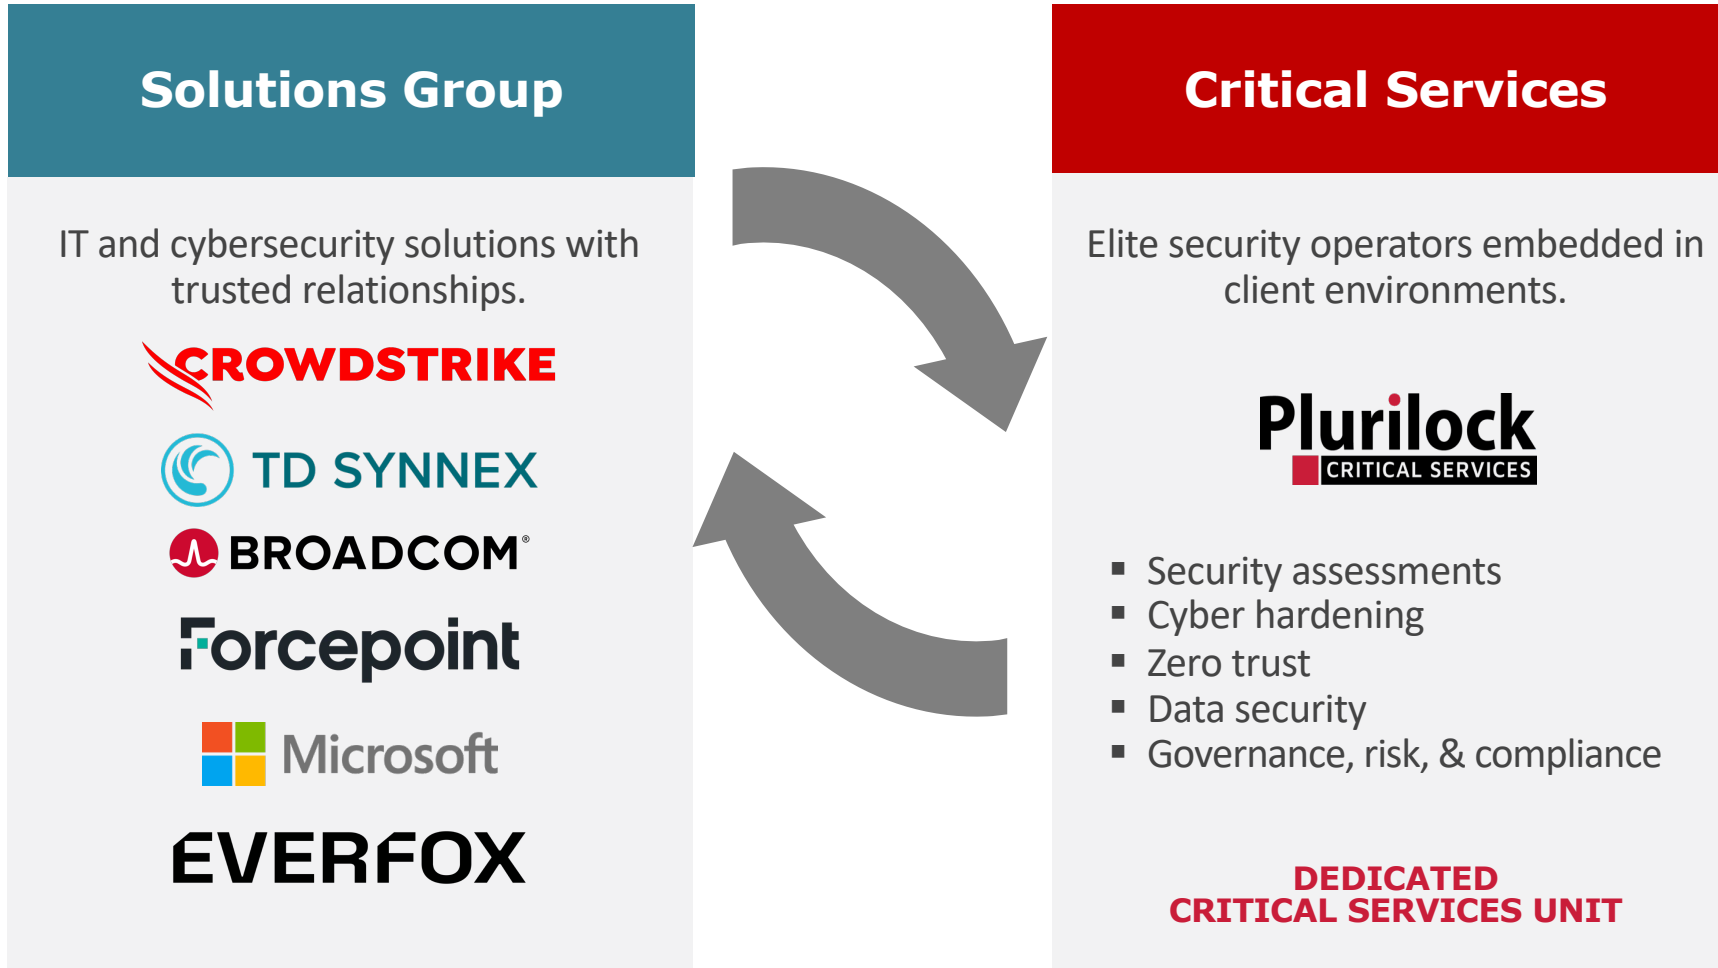 Solutions Group
IT and cybersecurity solutions with
trusted relationships.
CROWDSTRIKE
TD SYNNEX
BROADCOM®
Forcepoint
Microsoft
EVERFOX
Critical Services
Elite security operators embedded in
client environments.
Plurilock
CRITICAL SERVICES
▪ Security assessments
▪ Cyber hardening
▪ Zero trust
▪ Data security
▪ Governance, risk, & compliance
DEDICATED
CRITICAL SERVICES UNIT